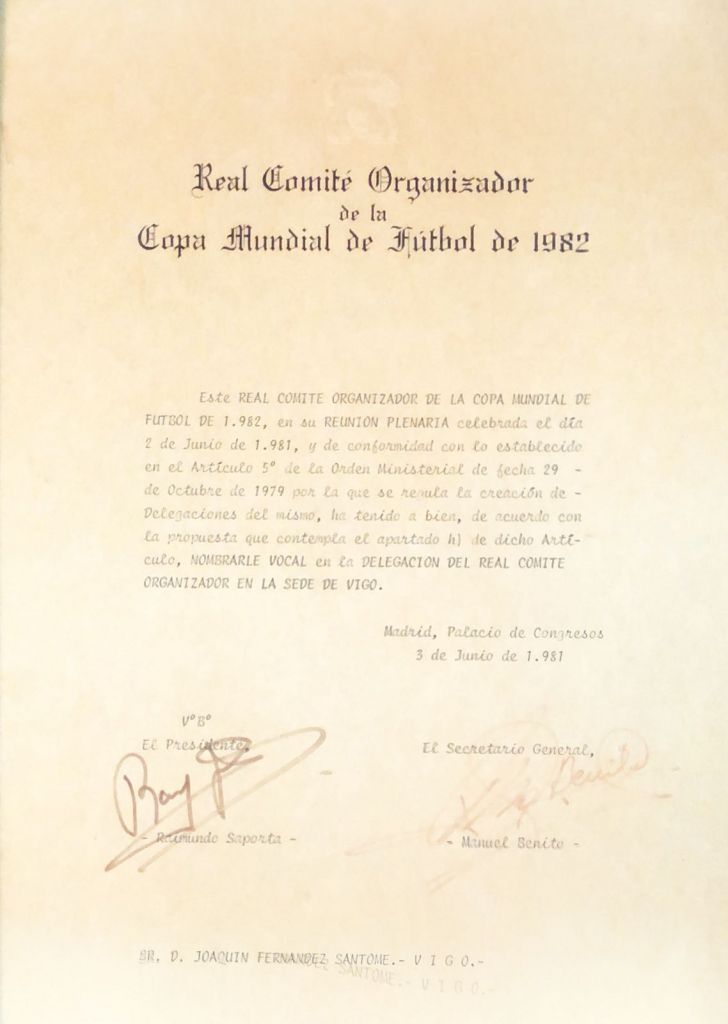 Real Comité Organizador
de la
Copa Mundial de Fútbol de 1982
Este REAL COMITE ORGANIZADOR DE LA COPA MUNDIAL DE
FUTBOL DE 1.982, en su REUNION PLENARIA celebrada el día
2 de Junio de 1.981, y de conformidad con lo establecido
en el Artículo 5º de la Orden Ministerial de fecha 29 -
de Octubre de 1979 por la que se regula la creación de -
Delegaciones del mismo, ha tenido a bien, de acuerdo con
la propuesta que contempla el apartado h) de dicho Artí-
culo, NOMBRARLE VOCAL en la DELEGACION DEL REAL COMITE
ORGANIZADOR EN LA SEDE DE VIGO.
Madrid, Palacio de Congresos
3 de Junio de 1.981
VºBº
El Presidente,
El Secretario General,
- Raimundo Saporta -
- Manuel Benito -
SR. D. JOAQUIN FERNANDEZ SANTOME.- V I G O.-
SANTOME.- V I G O.-